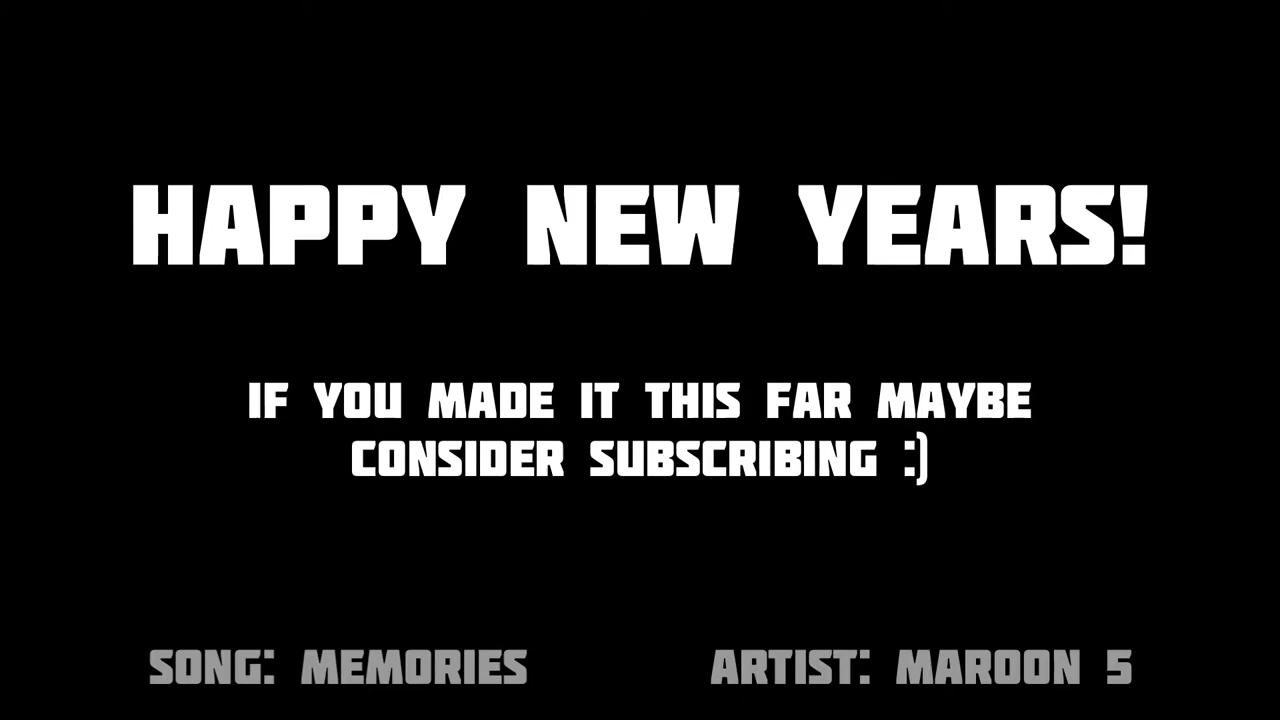 HAPPY NEW YEARS!
IF YOU MADE IT THIS FAR MAYBE
CONSIDER SUBSCRIBING :)
SONG: MEMORIES
ARTIST: MAROON 5